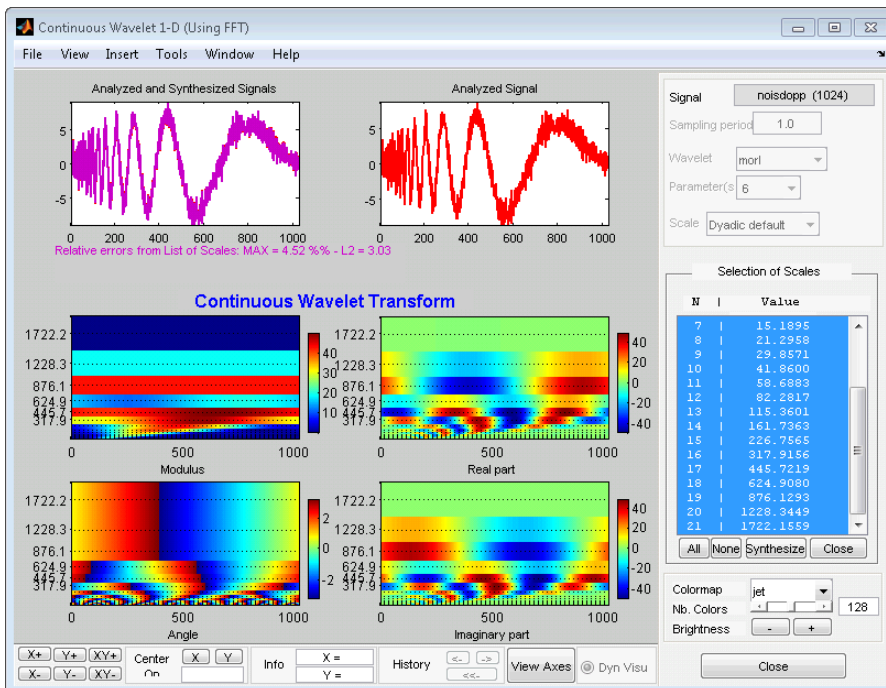 Continuous Wavelet 1-D (Using FFT)
File View Insert Tools Window Help
Analyzed and Synthesized Signals
5
0
-5
0 200 400 600 800 1000
Relative errors from List of Scales: MAX = 4.52 %% - L2 = 3.03
Analyzed Signal
5
0
-5
0 200 400 600 800 1000
Continuous Wavelet Transform
1722.2
1228.3
876.1
624.9
445.7
317.9
0 500 1000
Modulus
40
30
20
10
1722.2
1228.3
876.1
624.9
445.7
317.9
0 500 1000
Real part
40
20
0
-20
-40
1722.2
1228.3
876.1
624.9
445.7
317.9
0 500 1000
Angle
2
0
-2
1722.2
1228.3
876.1
624.9
445.7
317.9
0 500 1000
Imaginary part
40
20
0
-20
-40
Signal noisdopp (1024)
Sampling period 1.0
Wavelet morl
Parameter(s 6
Scale Dyadic default
Selection of Scales
N | Value
7 | 15.1895
8 | 21.2958
9 | 29.8571
10 | 41.8600
11 | 58.6883
12 | 82.2817
13 | 115.3601
14 | 161.7363
15 | 226.7565
16 | 317.9156
17 | 445.7219
18 | 624.9080
19 | 876.1293
20 | 1228.3449
21 | 1722.1559
All None Synthesize Close
Colormap jet
Nb. Colors 128
Brightness - +
Close
X+ Y+ XY+
X- Y- XY-
Center X Y
On
Info X =
Y =
History <- ->
<<-
View Axes
Dyn Visu